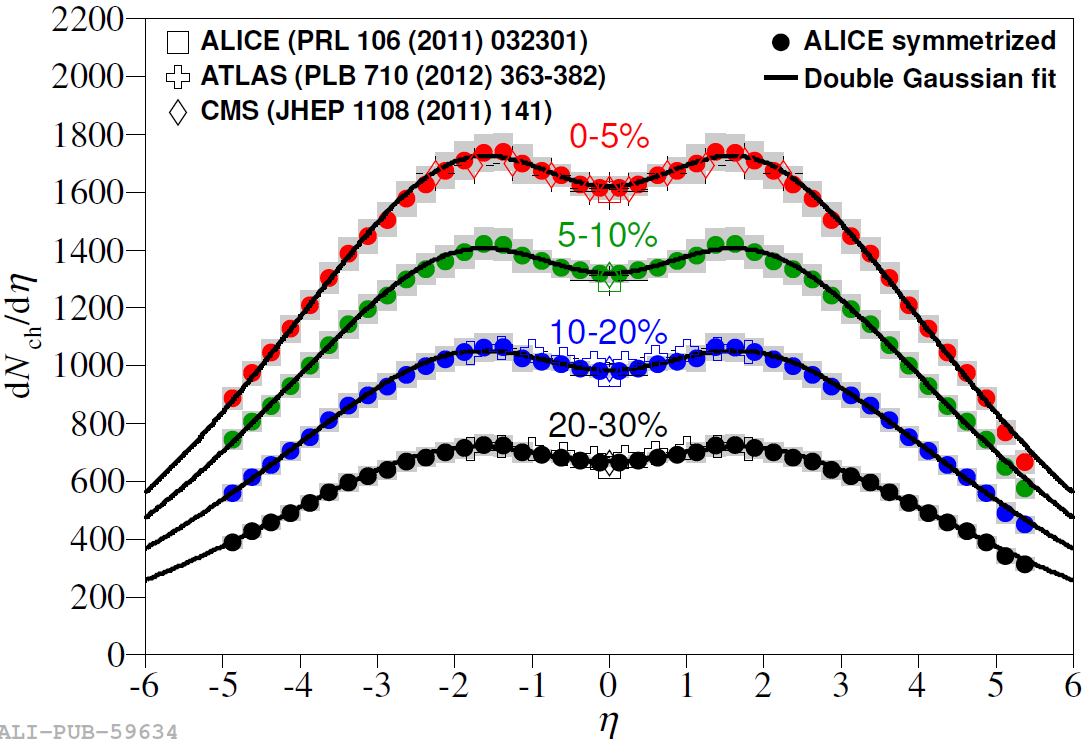 2200
2000
1800
1600
1400
1200
1000
800
600
400
200
0
dNch/dη
ALICE (PRL 106 (2011) 032301)
ATLAS (PLB 710 (2012) 363-382)
CMS (JHEP 1108 (2011) 141)
ALICE symmetrized
Double Gaussian fit
0-5%
5-10%
10-20%
20-30%
-6 -5 -4 -3 -2 -1 0 1 2 3 4 5 6
η
ALI-PUB-59634